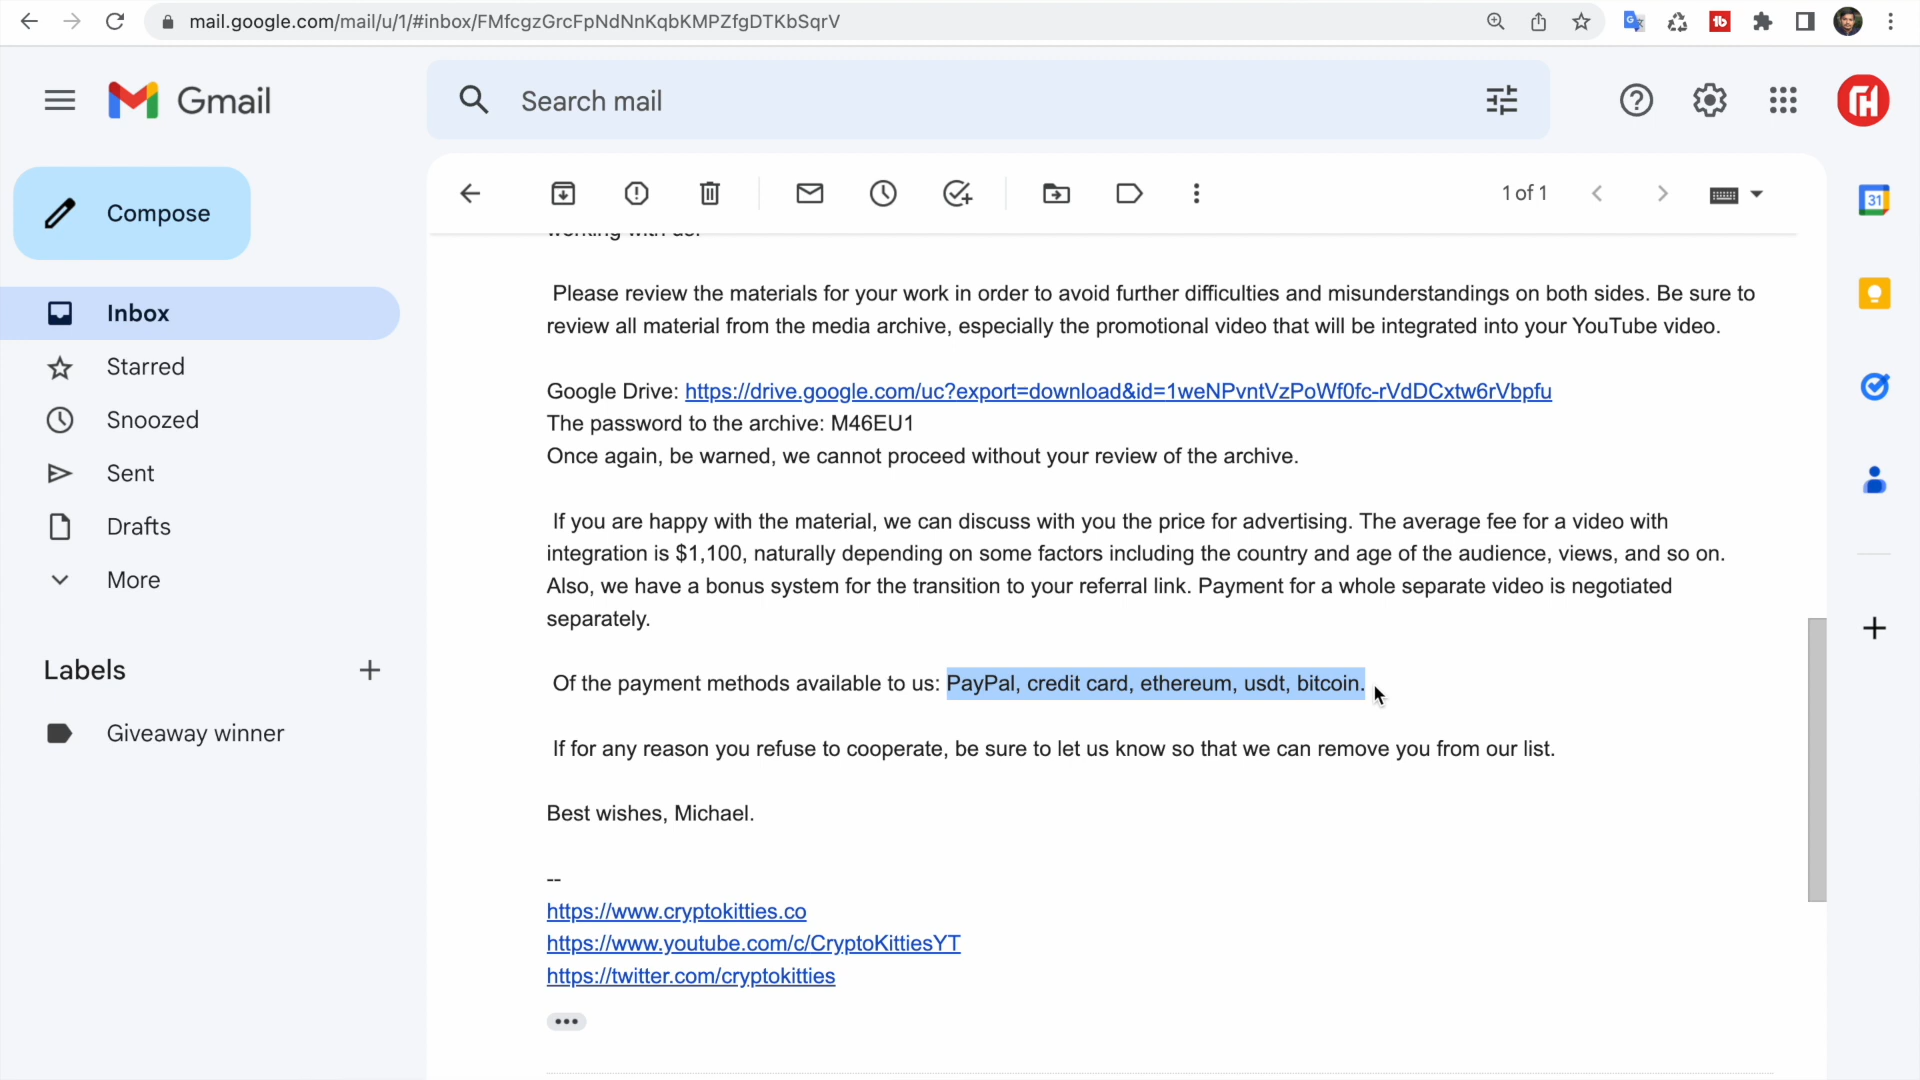 mail.google.com/mail/u/1/#inbox/FMfcgzGrcFpNdNnKqbKMPZfgDTKbSqrV
Gmail
Search mail
Compose
1 of 1
31
Inbox
Starred
Snoozed
Sent
Drafts
More
Labels
Giveaway winner
working with us.
Please review the materials for your work in order to avoid further difficulties and misunderstandings on both sides. Be sure to
review all material from the media archive, especially the promotional video that will be integrated into your YouTube video.
Google Drive: https://drive.google.com/uc?export=download&id=1weNPvntVzPoWf0fc-rVdDCxtw6rVbpfu
The password to the archive: M46EU1
Once again, be warned, we cannot proceed without your review of the archive.
If you are happy with the material, we can discuss with you the price for advertising. The average fee for a video with
integration is $1,100, naturally depending on some factors including the country and age of the audience, views, and so on.
Also, we have a bonus system for the transition to your referral link. Payment for a whole separate video is negotiated
separately.
Of the payment methods available to us: PayPal, credit card, ethereum, usdt, bitcoin.
If for any reason you refuse to cooperate, be sure to let us know so that we can remove you from our list.
Best wishes, Michael.
--
https://www.cryptokitties.co
https://www.youtube.com/c/CryptoKittiesYT
https://twitter.com/cryptokitties